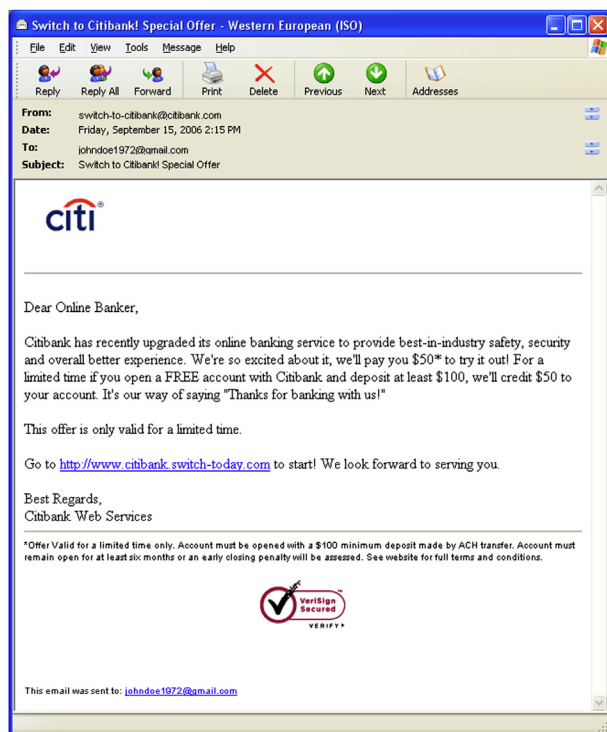 Switch to Citibank! Special Offer - Western European (ISO)
File Edit View Tools Message Help
Reply Reply All Forward Print Delete Previous Next Addresses
From: switch-to-citibank@citibank.com
Date: Friday, September 15, 2006 2:15 PM
To: johndoe1972@gmail.com
Subject: Switch to Citibank! Special Offer
citi®
Dear Online Banker,
Citibank has recently upgraded its online banking service to provide best-in-industry safety, security
and overall better experience. We're so excited about it, we'll pay you $50* to try it out! For a
limited time if you open a FREE account with Citibank and deposit at least $100, we'll credit $50 to
your account. It's our way of saying "Thanks for banking with us!"
This offer is only valid for a limited time.
Go to http://www.citibank.switch-today.com to start! We look forward to serving you.
Best Regards,
Citibank Web Services
*Offer Valid for a limited time only. Account must be opened with a $100 minimum deposit made by ACH transfer. Account must
remain open for at least six months or an early closing penalty will be assessed. See website for full terms and conditions.
VeriSign
Secured
VERIFY
This email was sent to: johndoe1972@gmail.com